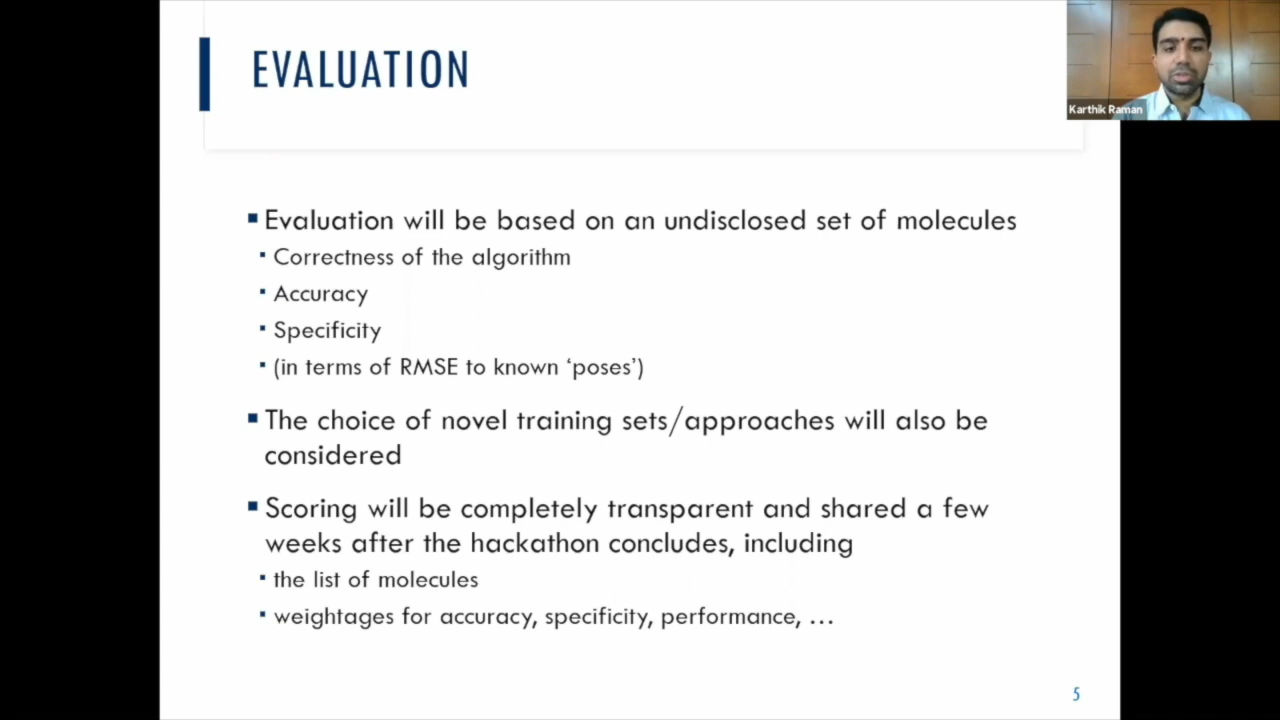 EVALUATION
Karthik Raman
▪ Evaluation will be based on an undisclosed set of molecules
▪ Correctness of the algorithm
▪ Accuracy
▪ Specificity
▪ (in terms of RMSE to known ‘poses’)
▪ The choice of novel training sets/approaches will also be
considered
▪ Scoring will be completely transparent and shared a few
weeks after the hackathon concludes, including
▪ the list of molecules
▪ weightages for accuracy, specificity, performance, …
5